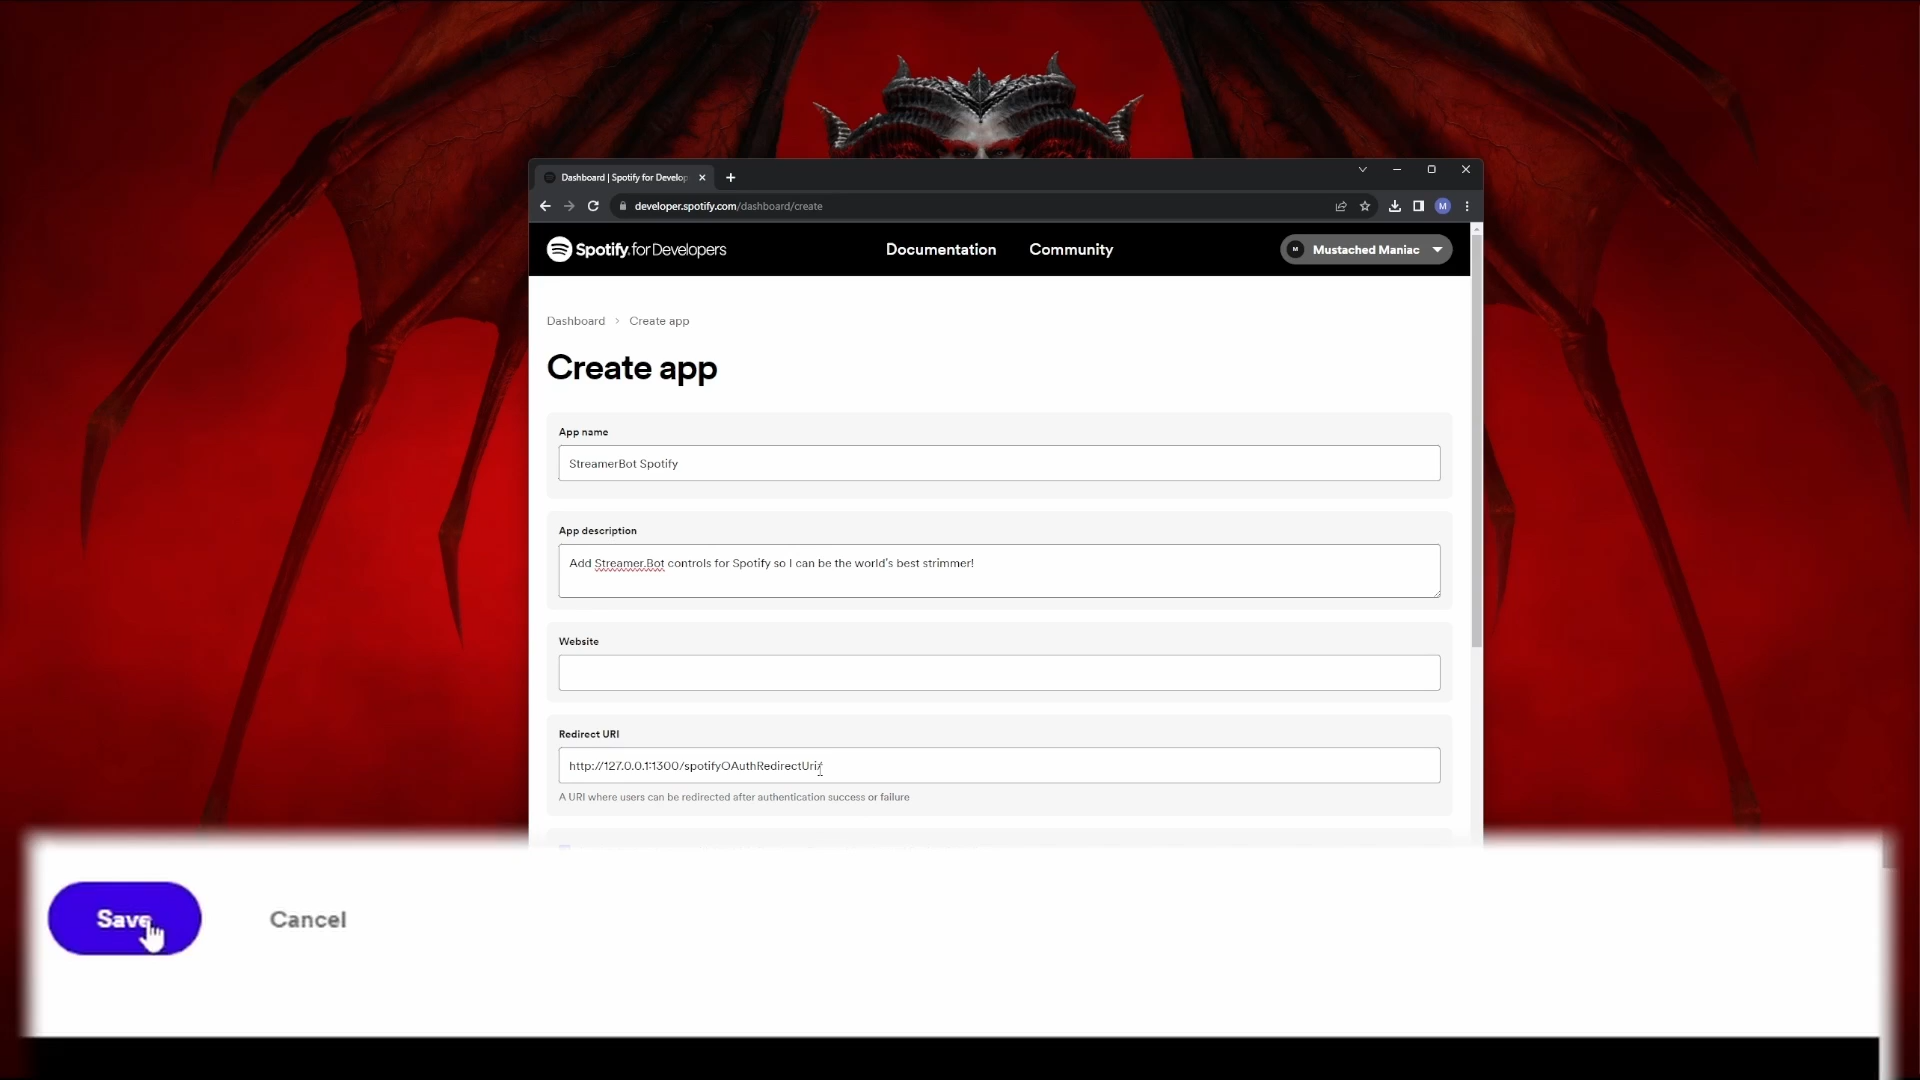 Dashboard | Spotify for Develop
developer.spotify.com/dashboard/create
M
Spotify for Developers
Documentation
Community
M
Mustached Maniac
Dashboard > Create app
Create app
App name
StreamerBot Spotify
App description
Add Streamer.Bot controls for Spotify so I can be the world's best strimmer!
Website
Redirect URI
http://127.0.0.1:1300/spotifyOAuthRedirectUri/
A URI where users can be redirected after authentication success or failure
Save
Cancel